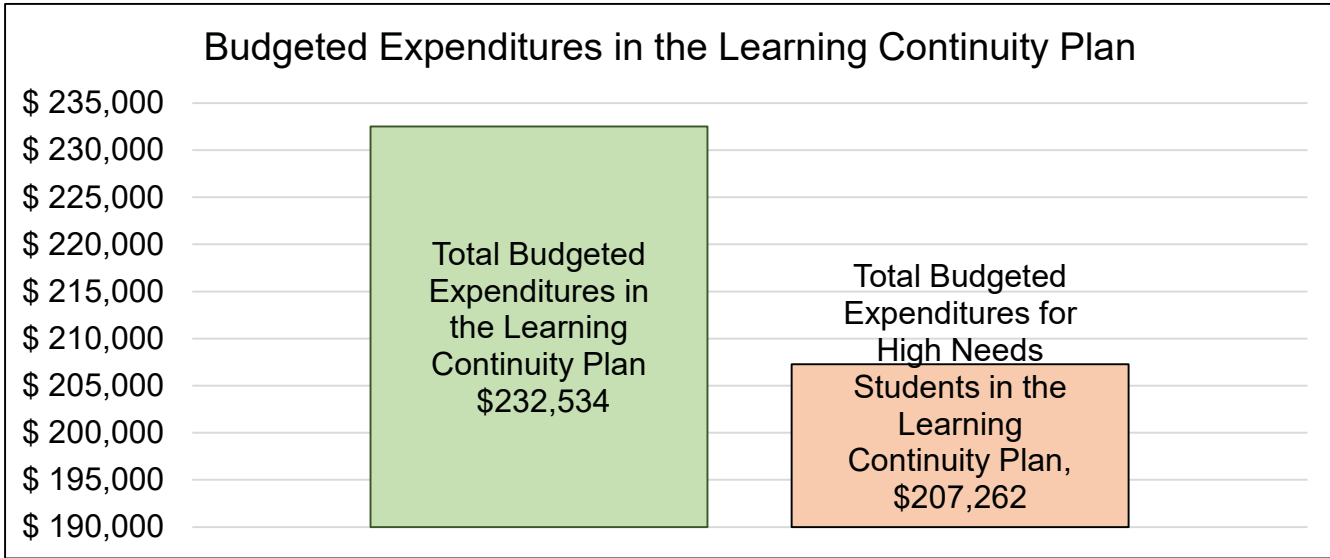 Budgeted Expenditures in the Learning Continuity Plan
$ 235,000
$ 230,000
$ 225,000
$ 220,000
$ 215,000
$ 210,000
$ 205,000
$ 200,000
$ 195,000
$ 190,000
Total Budgeted
Expenditures in
the Learning
Continuity Plan
$232,534
Total Budgeted
Expenditures for
High Needs
Students in the
Learning
Continuity Plan,
$207,262